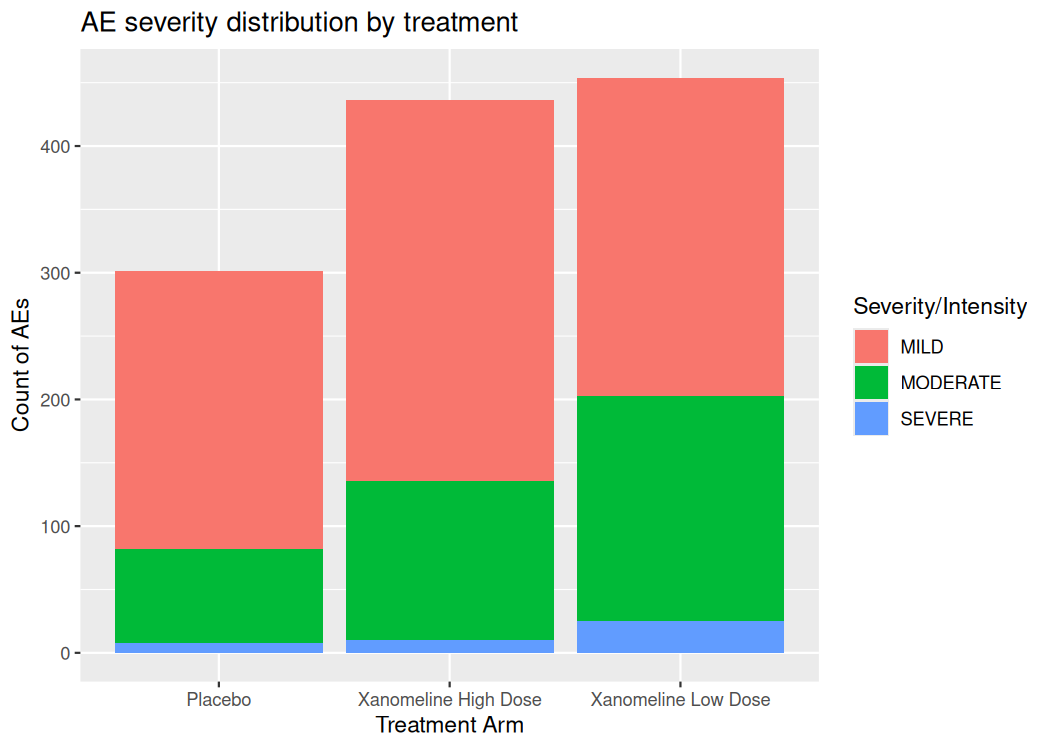 AE severity distribution by treatment
Count of AEs
400
300
200
100
0
Placebo
Xanomeline High Dose
Xanomeline Low Dose
Treatment Arm
Severity/Intensity
MILD
MODERATE
SEVERE